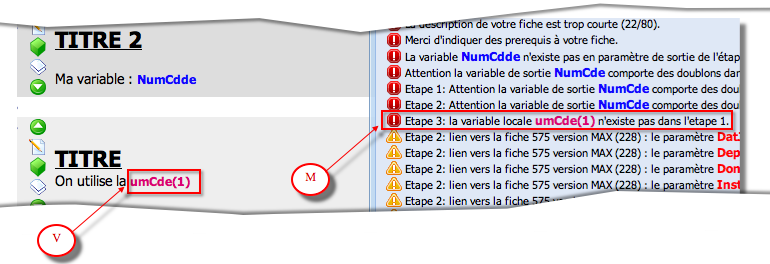 TITRE 2
Ma variable : NumCdde
TITRE
On utilise la umCde(1)
V
La description de votre fiche est trop courte (22/80).
Merci d'indiquer des prerequis à votre fiche.
La variable NumCdde n'existe pas en paramètre de sortie de l'étap
Attention la variable de sortie NumCde comporte des doublons dan
Etape 1: Attention la variable de sortie NumCde comporte des dou
Etape 2: Attention la variable de sortie NumCde comporte des dou
Etape 3: la variable locale umCde(1) n'existe pas dans l'etape 1.
Etape 2: lien vers la fiche 575 version MAX (228) : le paramètre Dat
Etape 2: lien vers la fiche 575 version MAX (228) : le paramètre Dep
Etape 2: lien vers la fiche 575 version MAX (228) : le paramètre Don
Etape 2: lien vers la fiche 575 version MAX (228) : le paramètre Inst
Etape 2: lien vers la fiche 575 version MAX (228)
M